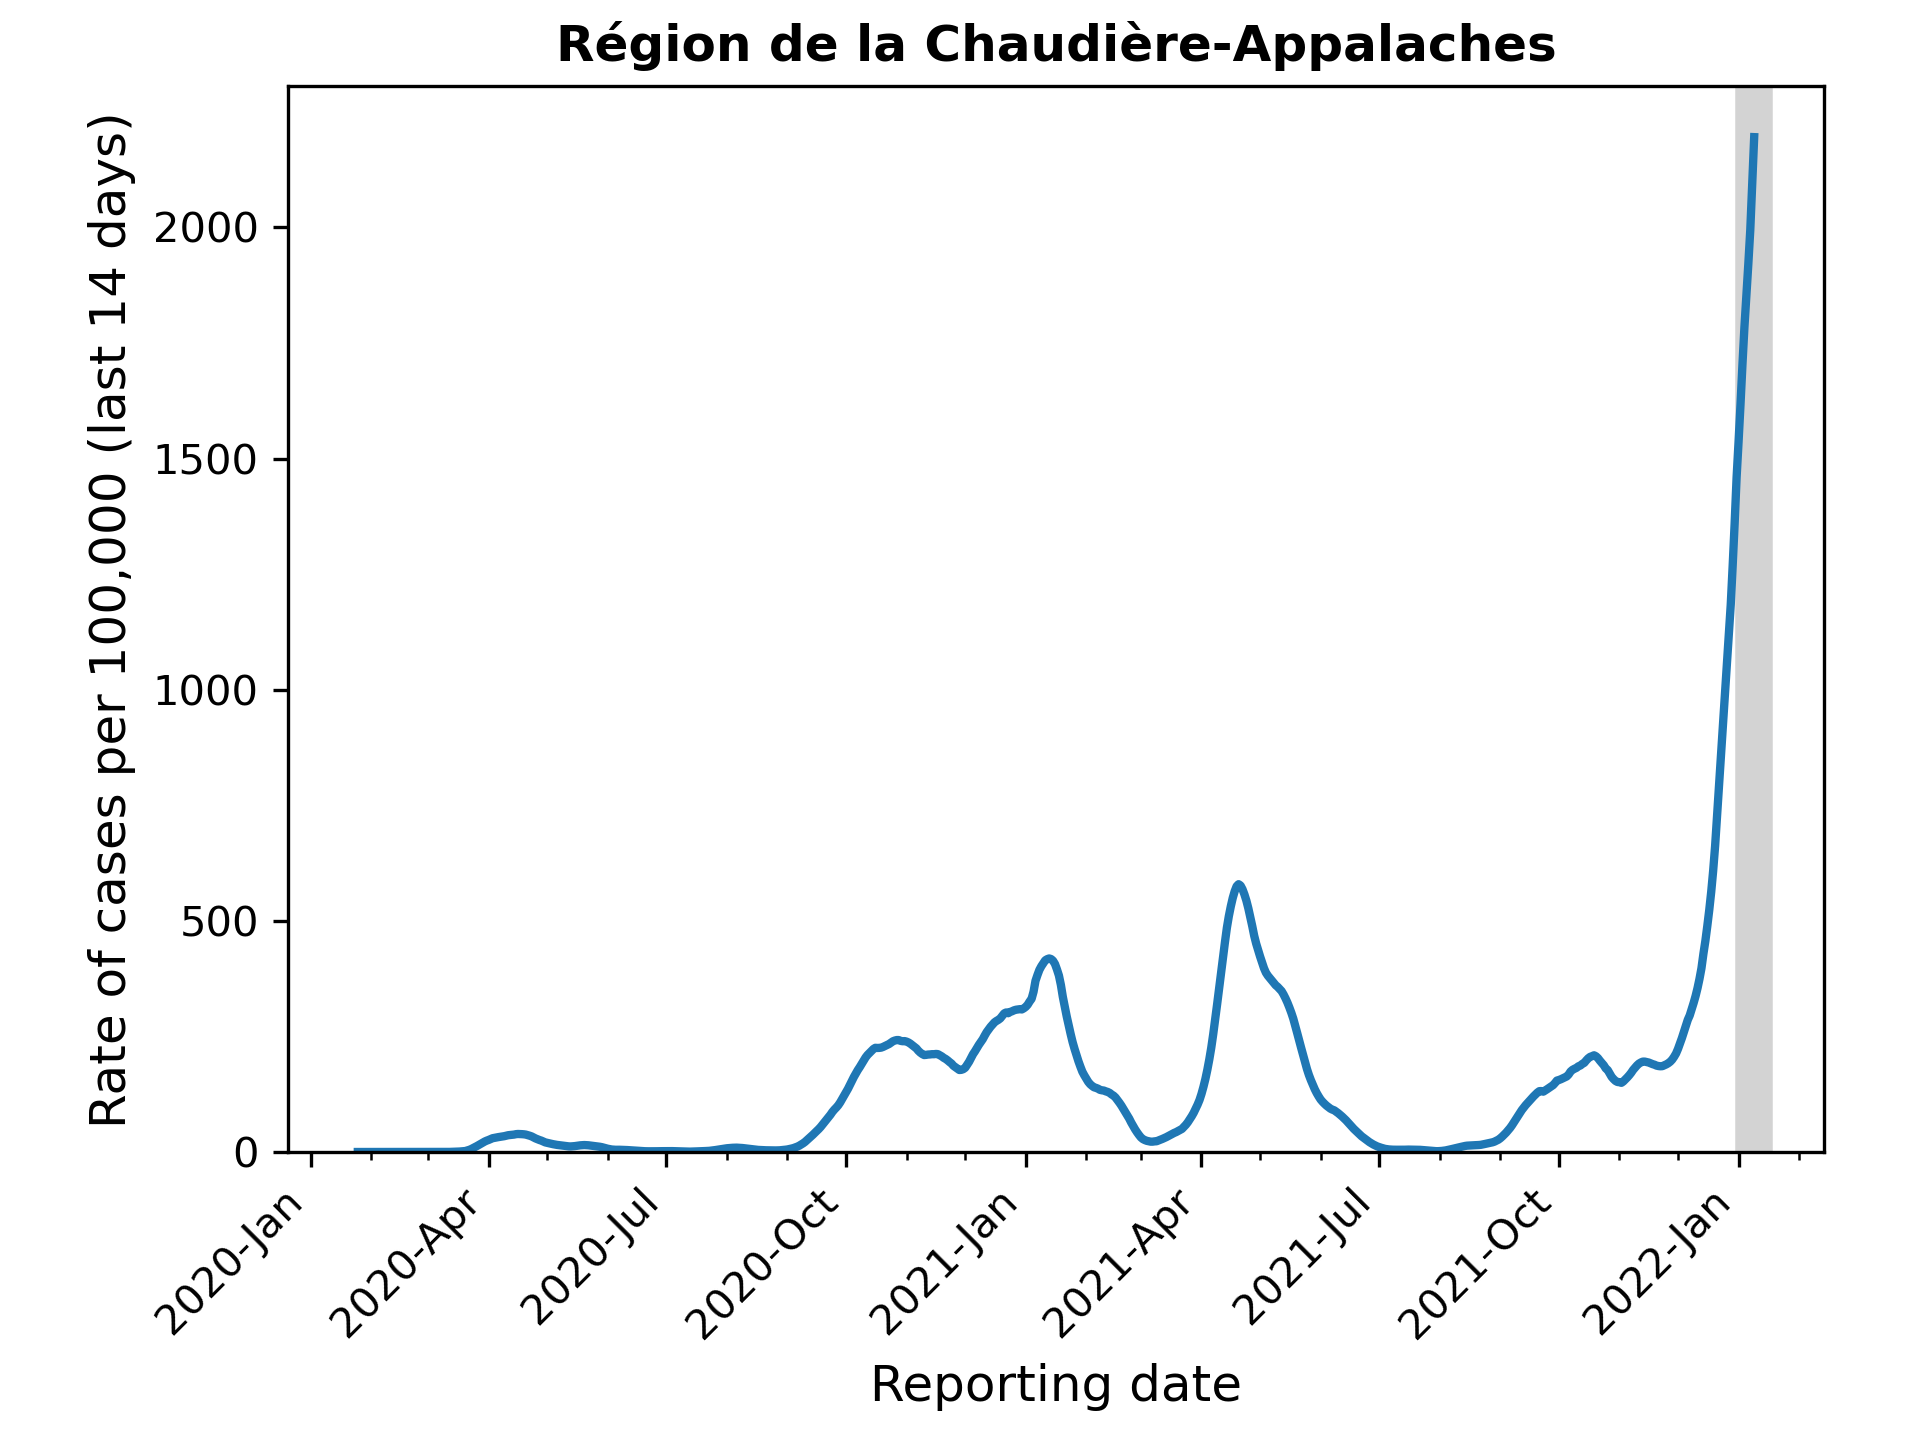 Région de la Chaudière-Appalaches
Rate of cases per 100,000 (last 14 days)
2000
1500
1000
500
0
2020-Jan
2020-Apr
2020-Jul
2020-Oct
2021-Jan
2021-Apr
2021-Jul
2021-Oct
2022-Jan
Reporting date